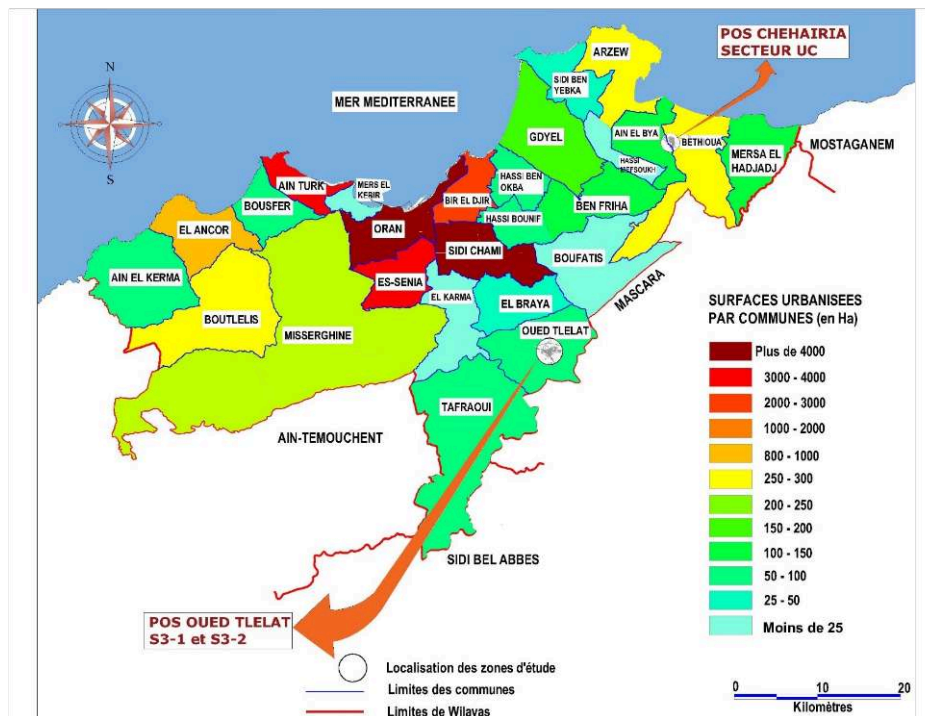 POS CHEHAIRIA
SECTEUR UC
N
S
MER MEDITERRANEE
ARZEW
SIDI BEN
YEBKA
GDYEL
AIN EL BYA
BÈTHIOUA
MERSA EL
HADJADJ
MOSTAGANEM
HASSI
MEFSOUKH
HASSI BEN
OKBA
AIN TURK
MERS EL
KEBIR
BOUSFER
BIR EL DJIR
BEN FRIHA
HASSI BOUNIF
EL ANCOR
ORAN
SIDI CHAMI
BOUFATIS
AIN EL KERMA
ES-SENIA
EL KARMA
EL BRAYA
MASCARA
BOUTLELIS
MISSERGHINE
OUED TLELAT
TAFRAOUI
AIN-TEMOUCHENT
SIDI BEL ABBES
SURFACES URBANISEES
PAR COMMUNES (en Ha)
Plus de 4000
3000 - 4000
2000 - 3000
1000 - 2000
800 - 1000
250 - 300
200 - 250
150 - 200
100 - 150
50 - 100
25 - 50
Moins de 25
POS OUED TLELAT
S3-1 et S3-2
Localisation des zones d'étude
Limites des communes
Limites de Wilayas
0 10 20
Kilomètres